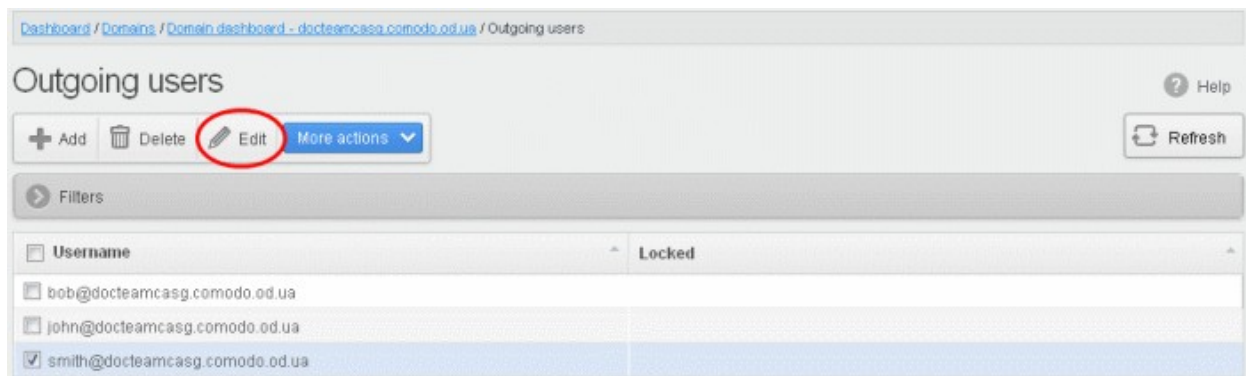 Dashboard / Domains / Domain dashboard - docteamcasg.comodo.od.ua / Outgoing users
Outgoing users
Help
Add Delete Edit More actions
Refresh
Filters
Username Locked
bob@docteamcasg.comodo.od.ua
john@docteamcasg.comodo.od.ua
smith@docteamcasg.comodo.od.ua